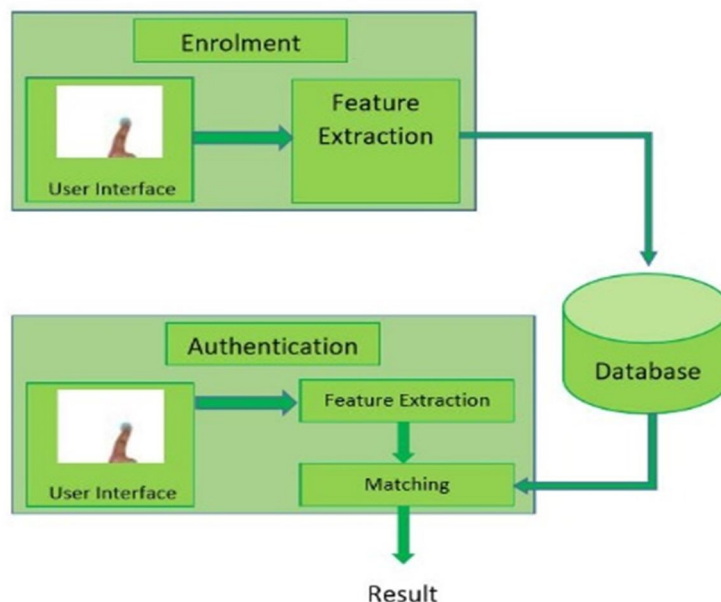 Enrolment
Feature
Extraction
User Interface
Database
Authentication
Feature Extraction
Matching
User Interface
Result